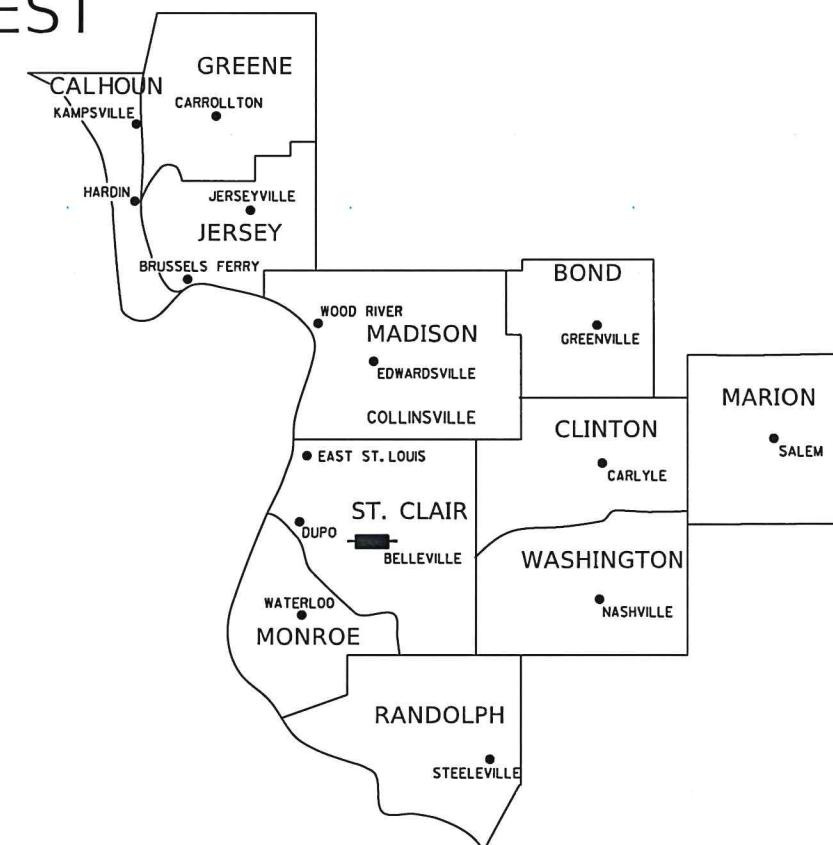 EST
GREENE
CALHOUN
CARROLLTON
KAMPSVILLE
HARDIN
JERSEYVILLE
JERSEY
BRUSSELS FERRY
BOND
WOOD RIVER
MADISON
GREENVILLE
EDWARDSVILLE
MARION
COLLINSVILLE
CLINTON
SALEM
EAST ST. LOUIS
CARLYLE
ST. CLAIR
DUPO
BELLEVILLE
WASHINGTON
WATERLOO
NASHVILLE
MONROE
RANDOLPH
STEELEVILLE